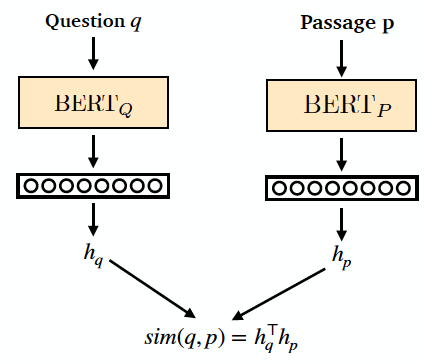 Question q
Passage p
BERT_Q
BERT_P
h_q
h_p
sim(q, p) = h_q^⊤ h_p